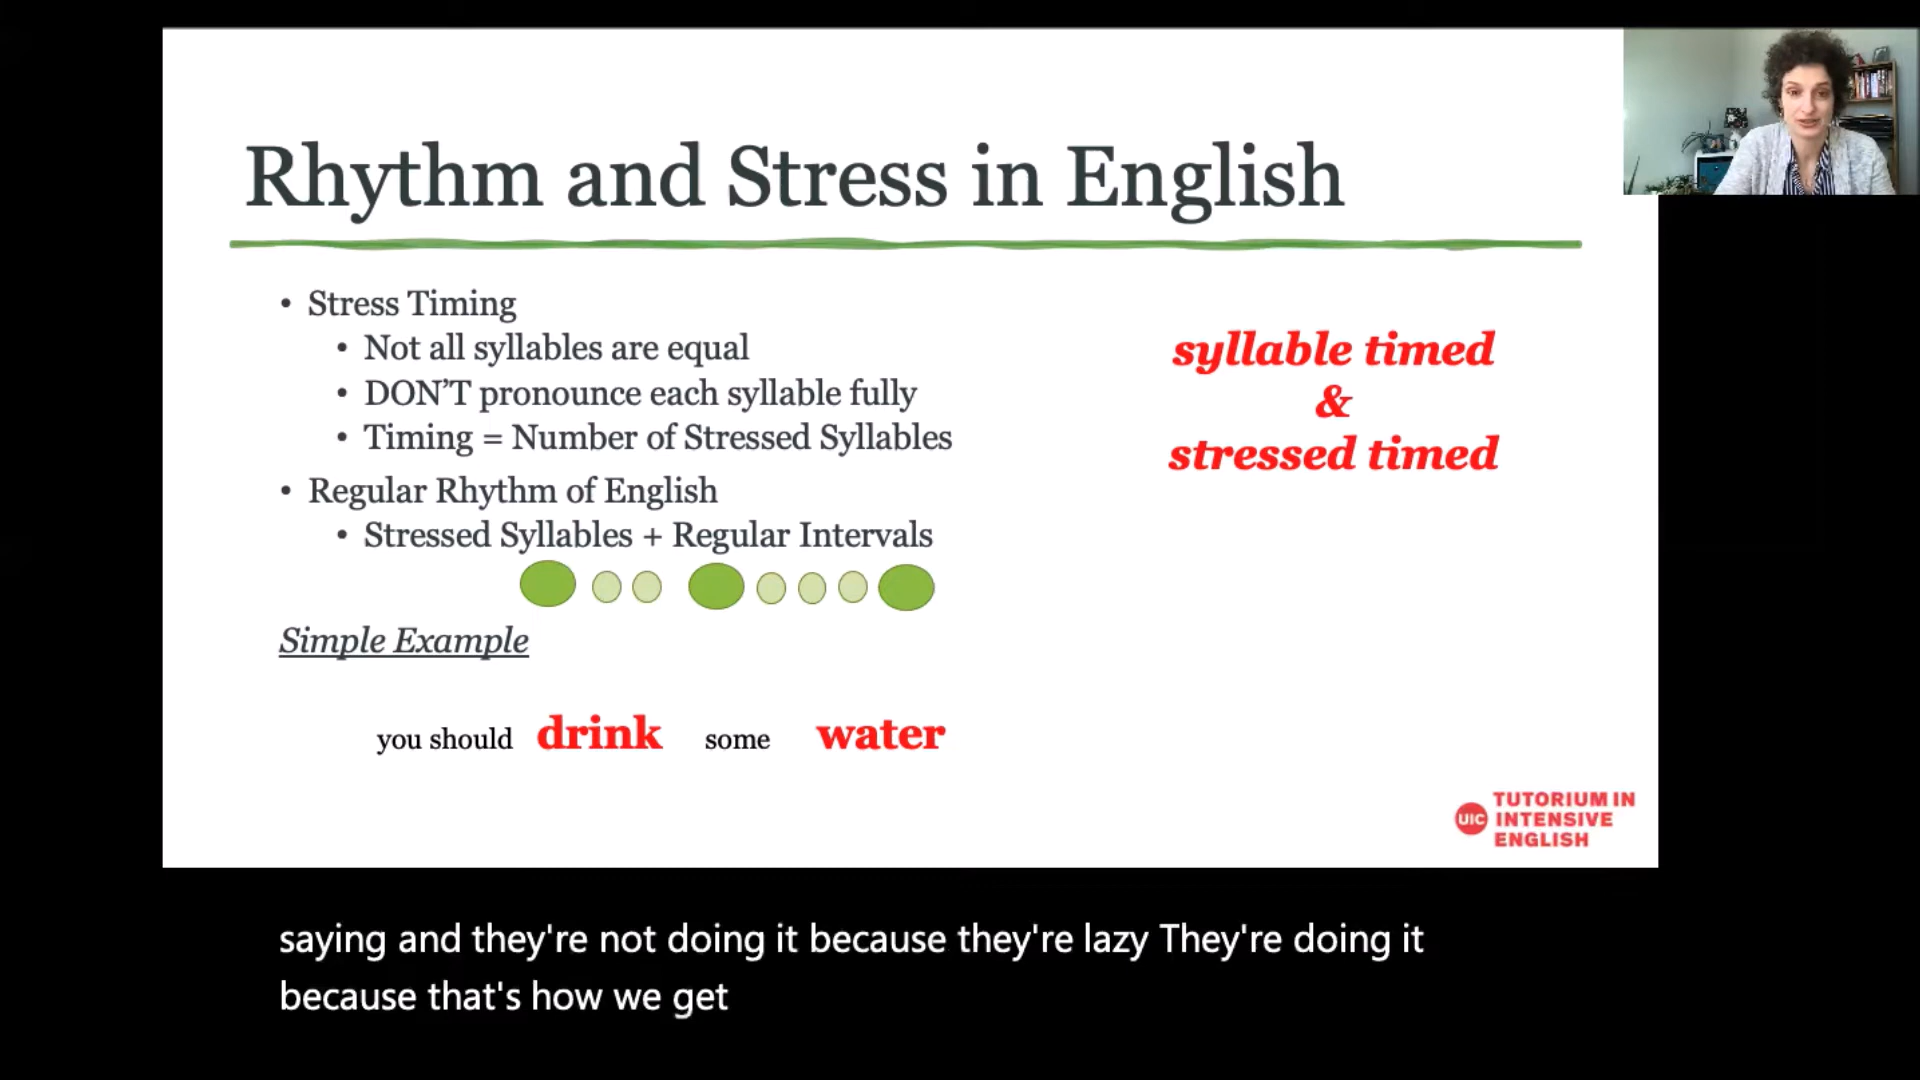 Rhythm and Stress in English
• Stress Timing
• Not all syllables are equal
• DON'T pronounce each syllable fully
• Timing = Number of Stressed Syllables
• Regular Rhythm of English
• Stressed Syllables + Regular Intervals
Simple Example
you should drink some water
syllable timed
&
stressed timed
UIC
TUTORIUM IN
INTENSIVE
ENGLISH
saying and they're not doing it because they're lazy They're doing it
because that's how we get